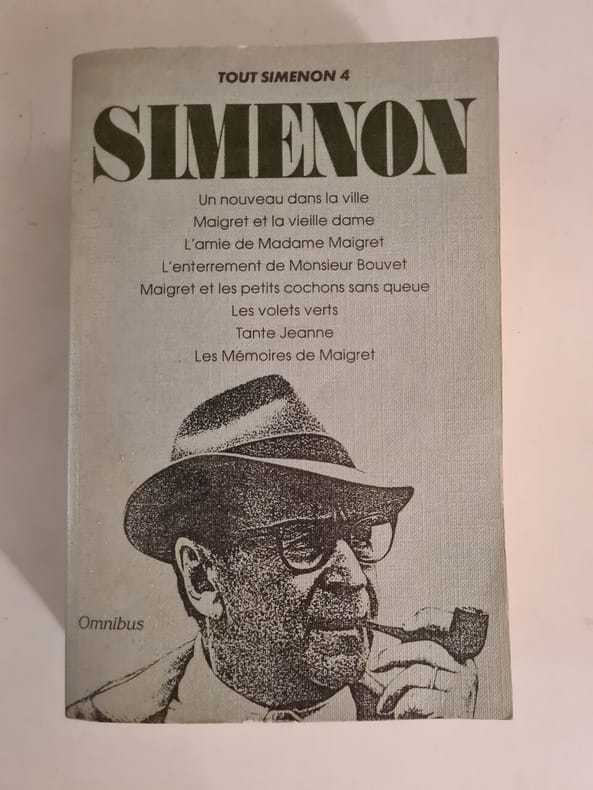 TOUT SIMENON 4
SIMENON
Un nouveau dans la ville
Maigret et la vieille dame
L'amie de Madame Maigret
L'enterrement de Monsieur Bouvet
Maigret et les petits cochons sans queue
Les volets verts
Tante Jeanne
Les Mémoires de Maigret
Omnibus